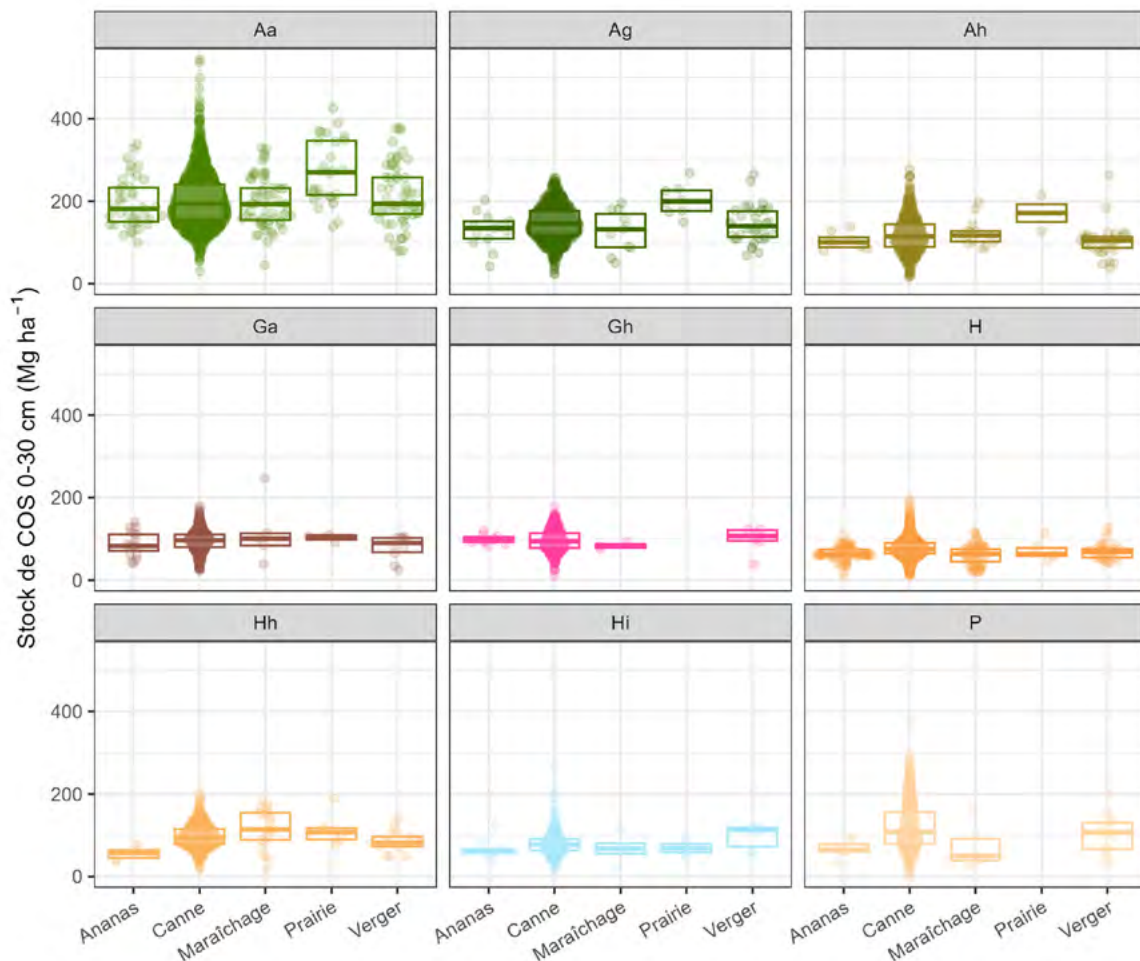 Aa Ag Ah
400
200
0
Ga Gh H
400
200
0
Hh Hi P
400
200
0
Stock de COS 0-30 cm (Mg ha⁻¹)
Ananas Canne Maraîchage Prairie Verger Ananas Canne Maraîchage Prairie Verger Ananas Canne Maraîchage Prairie Verger